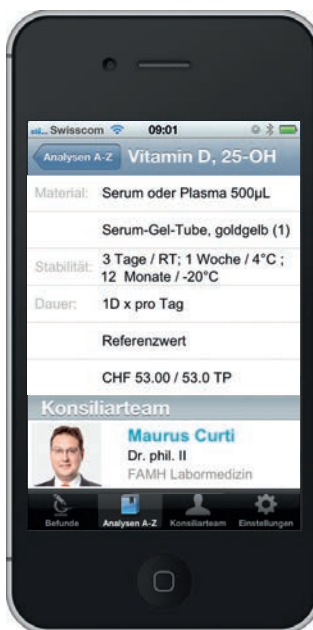 Swisscom 09:01
Analysen A-Z Vitamin D, 25-OH
Material: Serum oder Plasma 500µL
Serum-Gel-Tube, goldgelb (1)
Stabilität: 3 Tage / RT; 1 Woche / 4°C ;
12 Monate / -20°C
Dauer: 1D x pro Tag
Referenzwert
CHF 53.00 / 53.0 TP
Konsiliarteam
Maurus Curti
Dr. phil. II
FAMH Labormedizin
Befunde Analysen A-Z Konsiliarteam Einstellungen